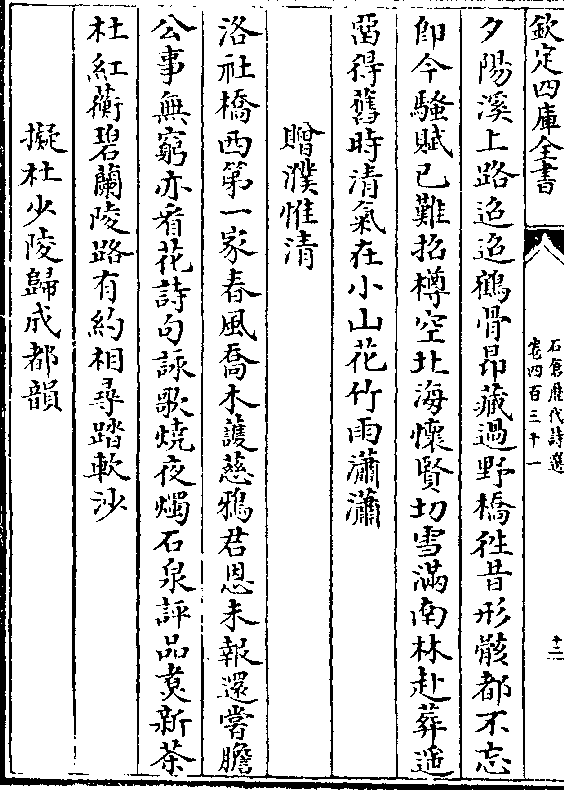 欽定四庫全書
石倉歷代詩選
卷四百三十一
十二
夕陽溪上路迢迢鶴骨昻藏過野橋徃昔形骸都不忘
即今騷賦已難招樽空北海懷賢切雪滿南林赴葬遥
畱得舊時清氣在小山花竹雨瀟瀟
贈濮惟清
洛社橋西第一家春風喬木護慈鴉君恩未報還嘗膽
公事無窮亦看花詩句詠歌燒夜燭石泉評品煑新茶
杜紅蘅碧蘭陵路有約相尋踏軟沙
擬杜少陵歸成都韻